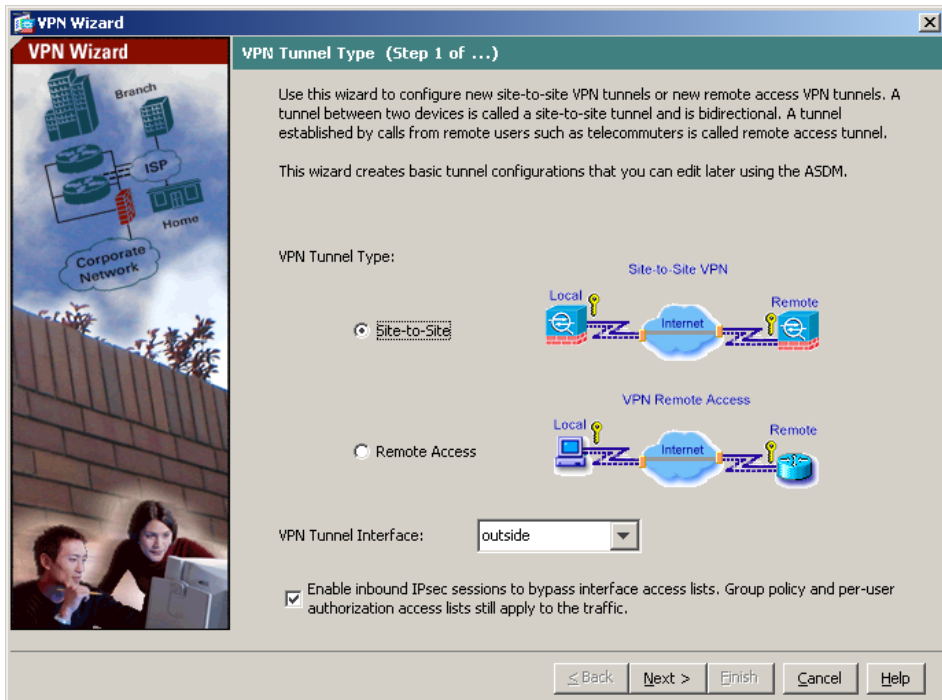 VPN Wizard
VPN Wizard
Branch
ISP
Home
Corporate
Network
VPN Tunnel Type (Step 1 of ...)
Use this wizard to configure new site-to-site VPN tunnels or new remote access VPN tunnels. A
tunnel between two devices is called a site-to-site tunnel and is bidirectional. A tunnel
established by calls from remote users such as telecommuters is called remote access tunnel.
This wizard creates basic tunnel configurations that you can edit later using the ASDM.
VPN Tunnel Type:
Site-to-Site
Site-to-Site VPN
Local
Internet
Remote
Remote Access
VPN Remote Access
Local
Internet
Remote
VPN Tunnel Interface:
outside
Enable inbound IPsec sessions to bypass interface access lists. Group policy and per-user
authorization access lists still apply to the traffic.
< Back
Next >
Finish
Cancel
Help